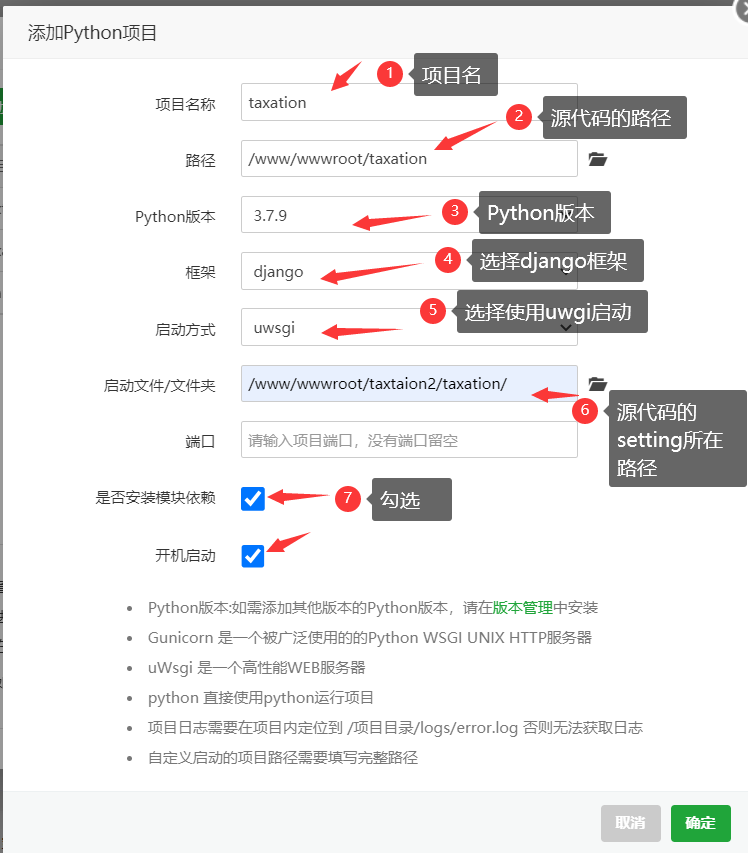 添加Python项目
1 项目名
项目名称 taxation
2 源代码的路径
路径 /www/wwwroot/taxation
3 Python版本
Python版本 3.7.9
4 选择django框架
框架 django
5 选择使用uwgi启动
启动方式 uwsgi
启动文件/文件夹 /www/wwwroot/taxtaion2/taxation/
6 源代码的
setting所在
路径
端口 请输入项目端口，没有端口留空
是否安装模块依赖 7 勾选
开机启动
• Python版本:如需添加其他版本的Python版本，请在版本管理中安装
• Gunicorn 是一个被广泛使用的的Python WSGI UNIX HTTP服务器
• uWsgi 是一个高性能WEB服务器
• python 直接使用python运行项目
• 项目日志需要在项目内定位到 /项目目录/logs/error.log 否则无法获取日志
• 自定义启动的项目路径需要填写完整路径
取消 确定